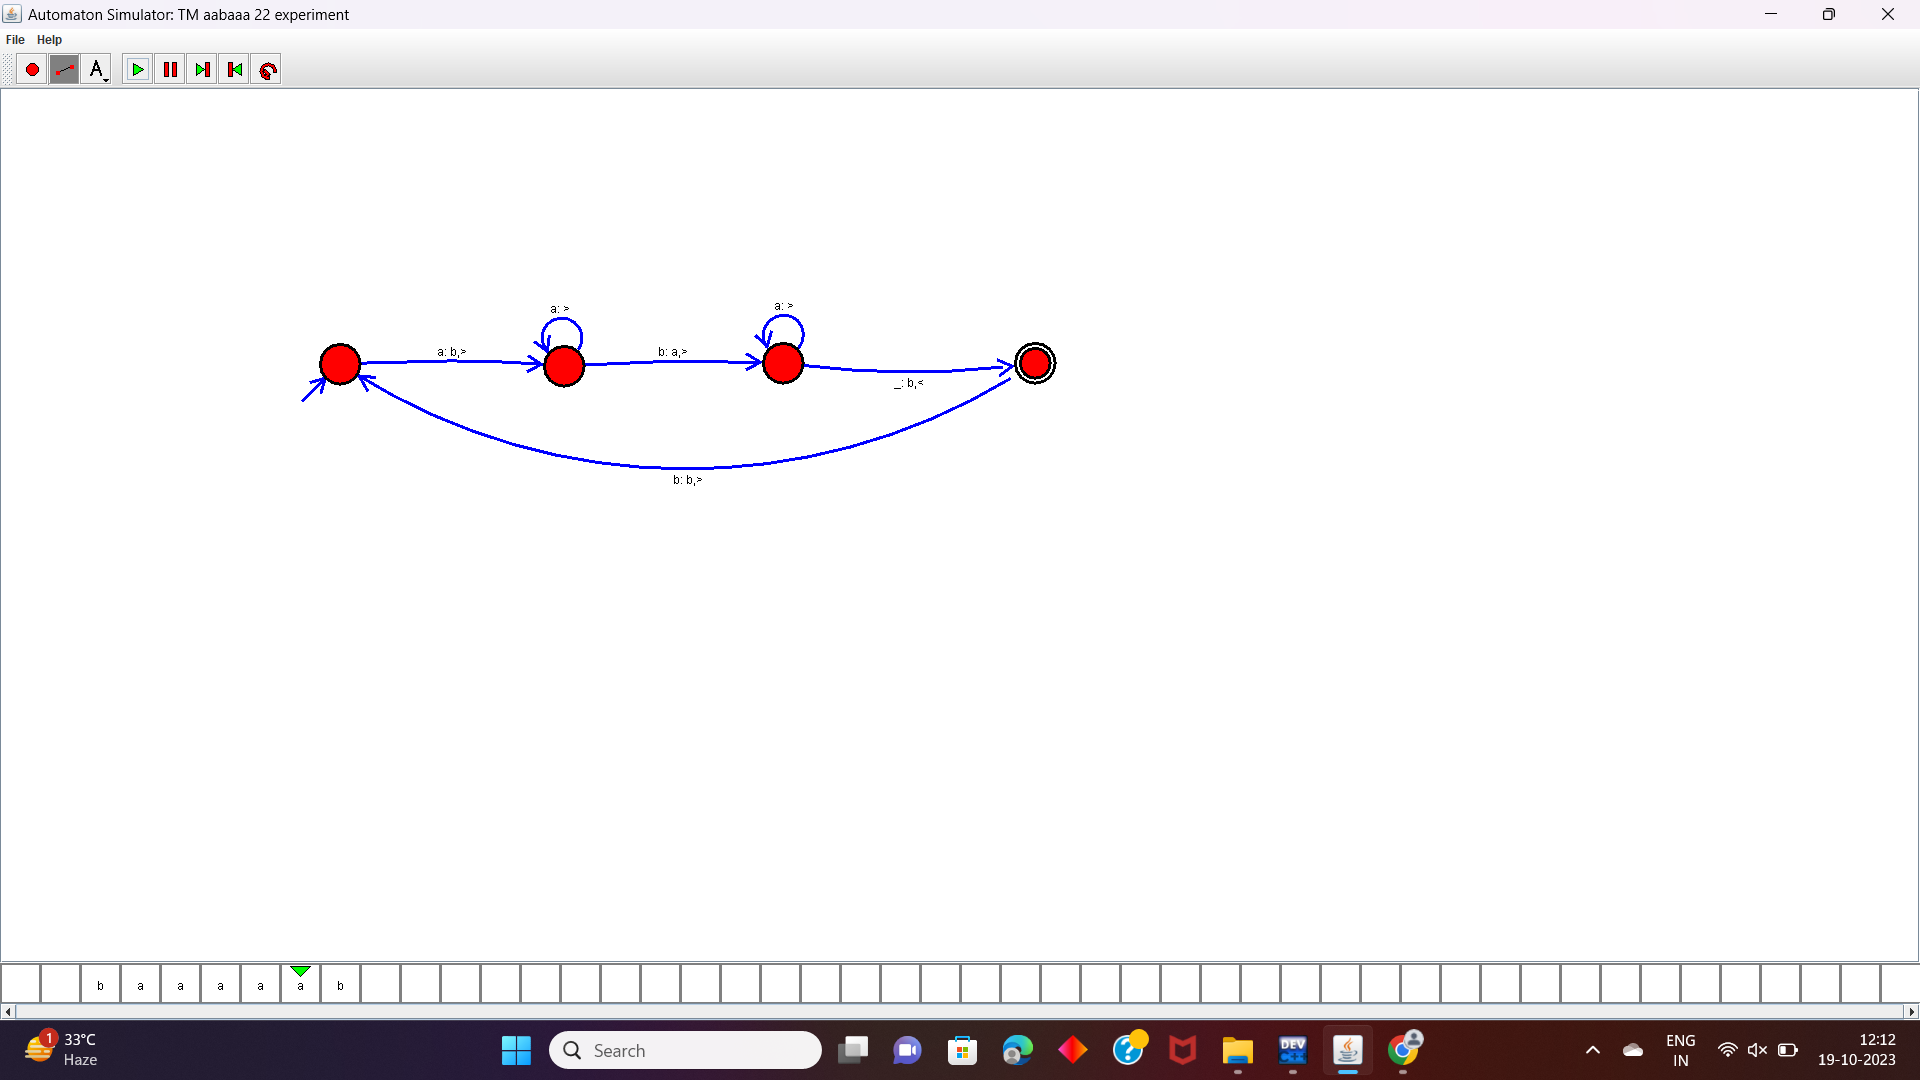 Automaton Simulator: TM aabaaa 22 experiment
File Help
A
a: >
a: >
a: b,>
b: a,>
_: b,<
b: b,>
b a a a a a b
1
33°C
Haze
Search
DEV
C++
ENG
IN
12:12
19-10-2023